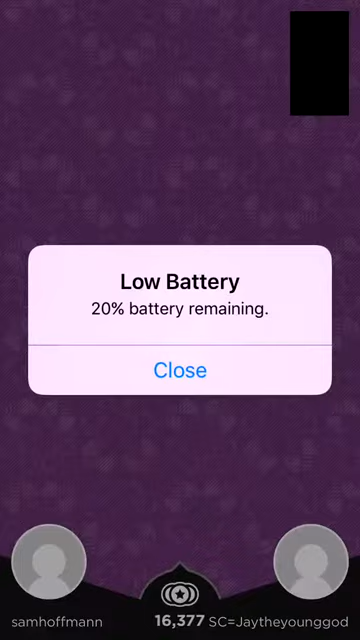 Low Battery
20% battery remaining.
Close
samhoffmann
16,377
SC=Jaytheyounggod